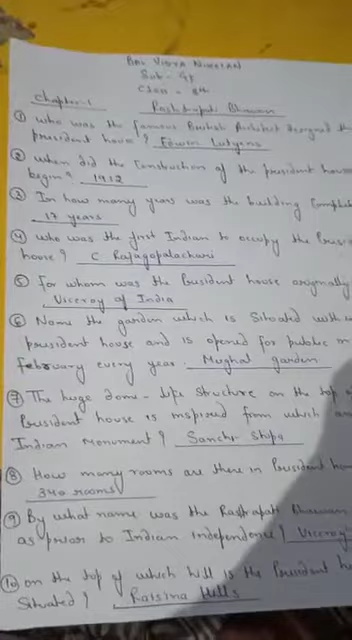 BAL VIDYA NIKETAN
Sub - GK
Class - 8th
Chapter-1
Rashtrapati Bhawan
① who was the famous British Architect designed the
president house? Edwin Lutyens
② when did the Construction of the president house
begin? 1912
③ In how many years was the building Complete
17 years
④ who was the first Indian to occupy the Presi
house? C Rajagopalachari
⑤ for whom was the President house originally
Viceroy of India
⑥ Name the garden which is Situated with
president house and is opened for public in
february every year. Mughal garden
⑦ The huge dome-like structure on the top of
President house is inspired from which
Indian Monument? Sanchi Stupa
⑧ How many rooms are there in President hou
340 rooms
⑨ By what name was the Rastrapati Bhawan
as prior to Indian independence? Viceroy
⑩ on the top of which hill is the President h
Situated? Raisina Hills